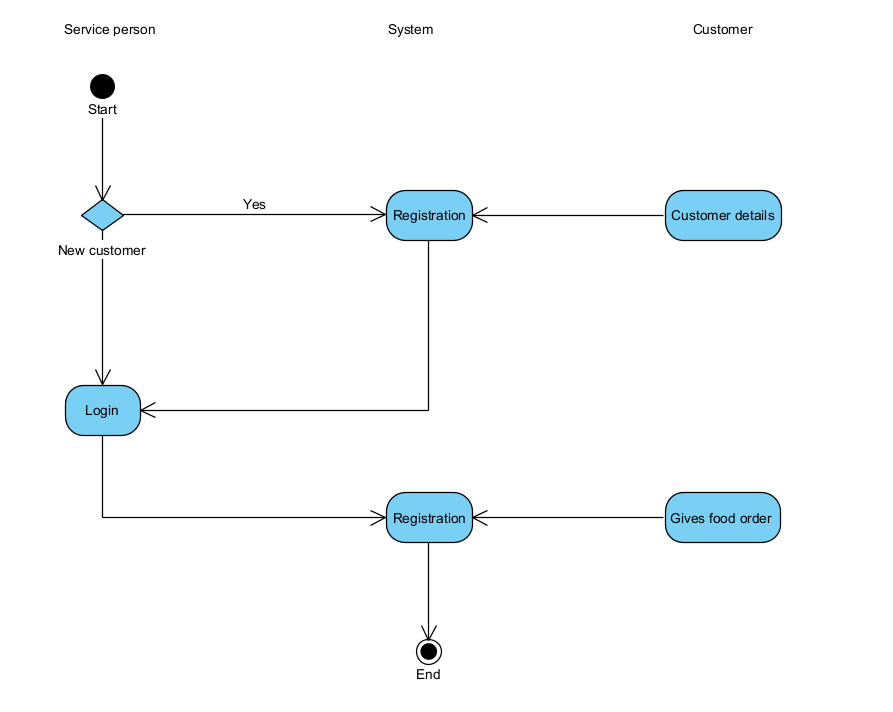 Service person
System
Customer
Start
Yes
Registration
Customer details
New customer
Login
Registration
Gives food order
End